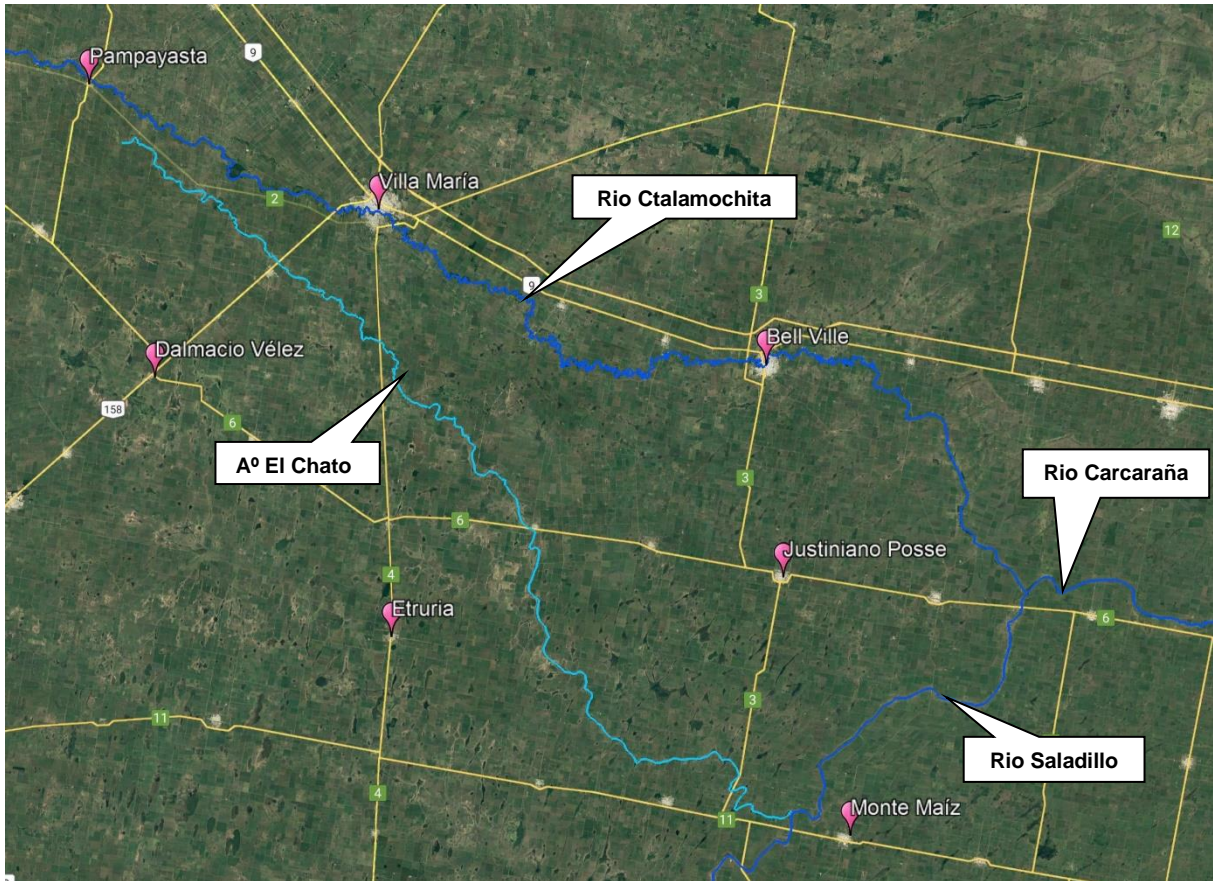 Pampayasta
9
Villa María
2
Rio Ctalamochita
12
9
3
Bell Ville
Dalmacio Vélez
158
6
Aº El Chato
3
Rio Carcaraña
6
Justiniano Posse
4
Etruria
6
3
11
Rio Saladillo
4
11
Monte Maíz